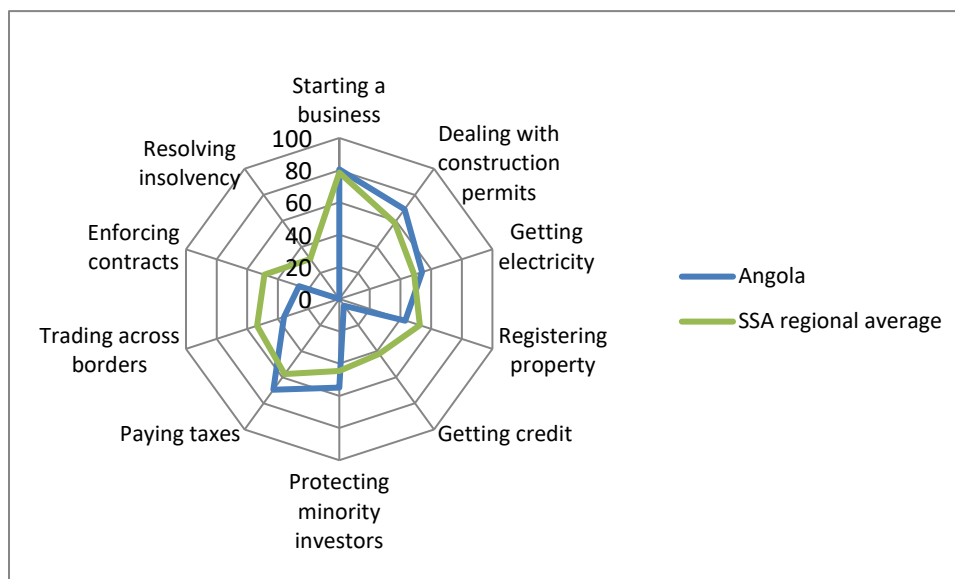 Starting a
business
Dealing with
construction
permits
Getting
electricity
Registering
property
Getting credit
Protecting
minority
investors
Paying taxes
Trading across
borders
Enforcing
contracts
Resolving
insolvency
100
80
60
40
20
0
Angola
SSA regional average